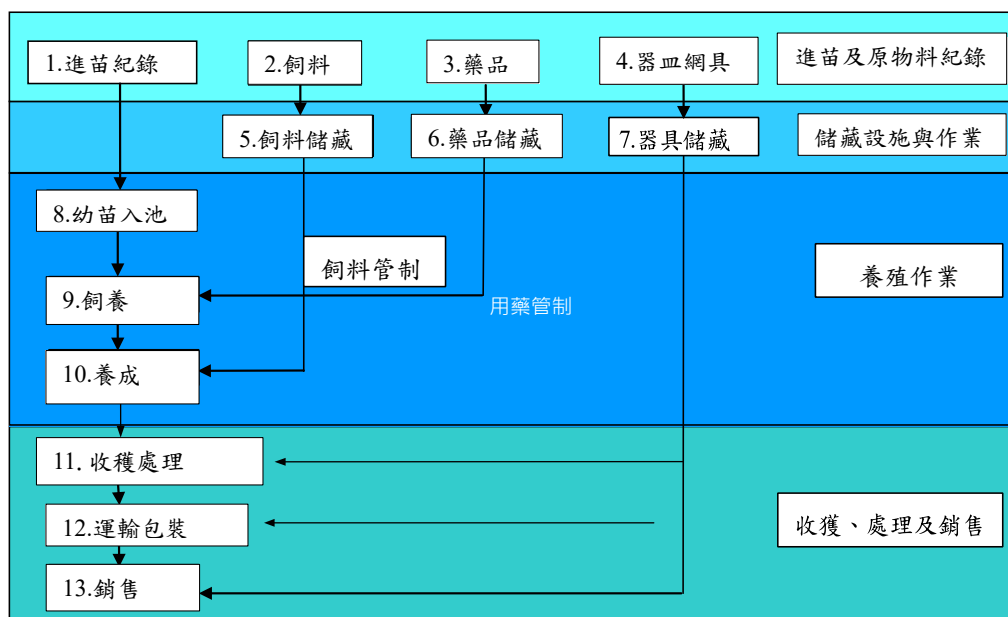 1.進苗紀錄
2.飼料
3.藥品
4.器皿網具
進苗及原物料紀錄
5.飼料儲藏
6.藥品儲藏
7.器具儲藏
儲藏設施與作業
8.幼苗入池
飼料管制
養殖作業
9.飼養
用藥管制
10.養成
11. 收穫處理
12.運輸包裝
收獲、處理及銷售
13.銷售